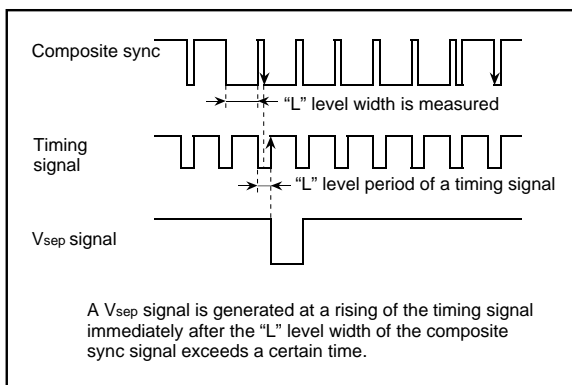 Composite sync
“L” level width is measured
Timing
signal
“L” level period of a timing signal
Vsep signal
A Vsep signal is generated at a rising of the timing signal
immediately after the “L” level width of the composite
sync signal exceeds a certain time.